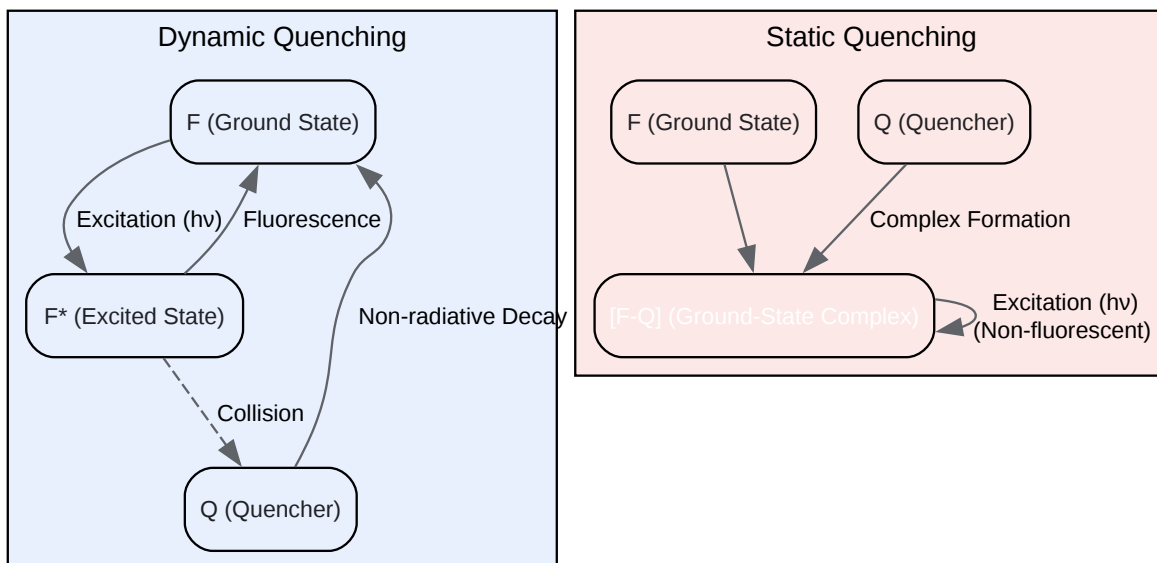 Dynamic Quenching
F (Ground State)
Excitation (hν)
Fluorescence
F* (Excited State)
Non-radiative Decay
Collision
Q (Quencher)
Static Quenching
F (Ground State)
Q (Quencher)
Complex Formation
[F-Q] (Ground-State Complex)
Excitation (hν)
(Non-fluorescent)